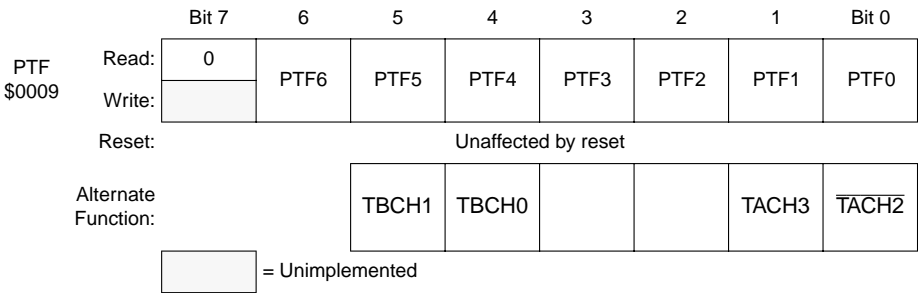 Bit 7 6 5 4 3 2 1 Bit 0
PTF
$0009
Read: 0 PTF6 PTF5 PTF4 PTF3 PTF2 PTF1 PTF0
Write:
Reset: Unaffected by reset
Alternate
Function:
TBCH1 TBCH0 TACH3 TACH2
= Unimplemented